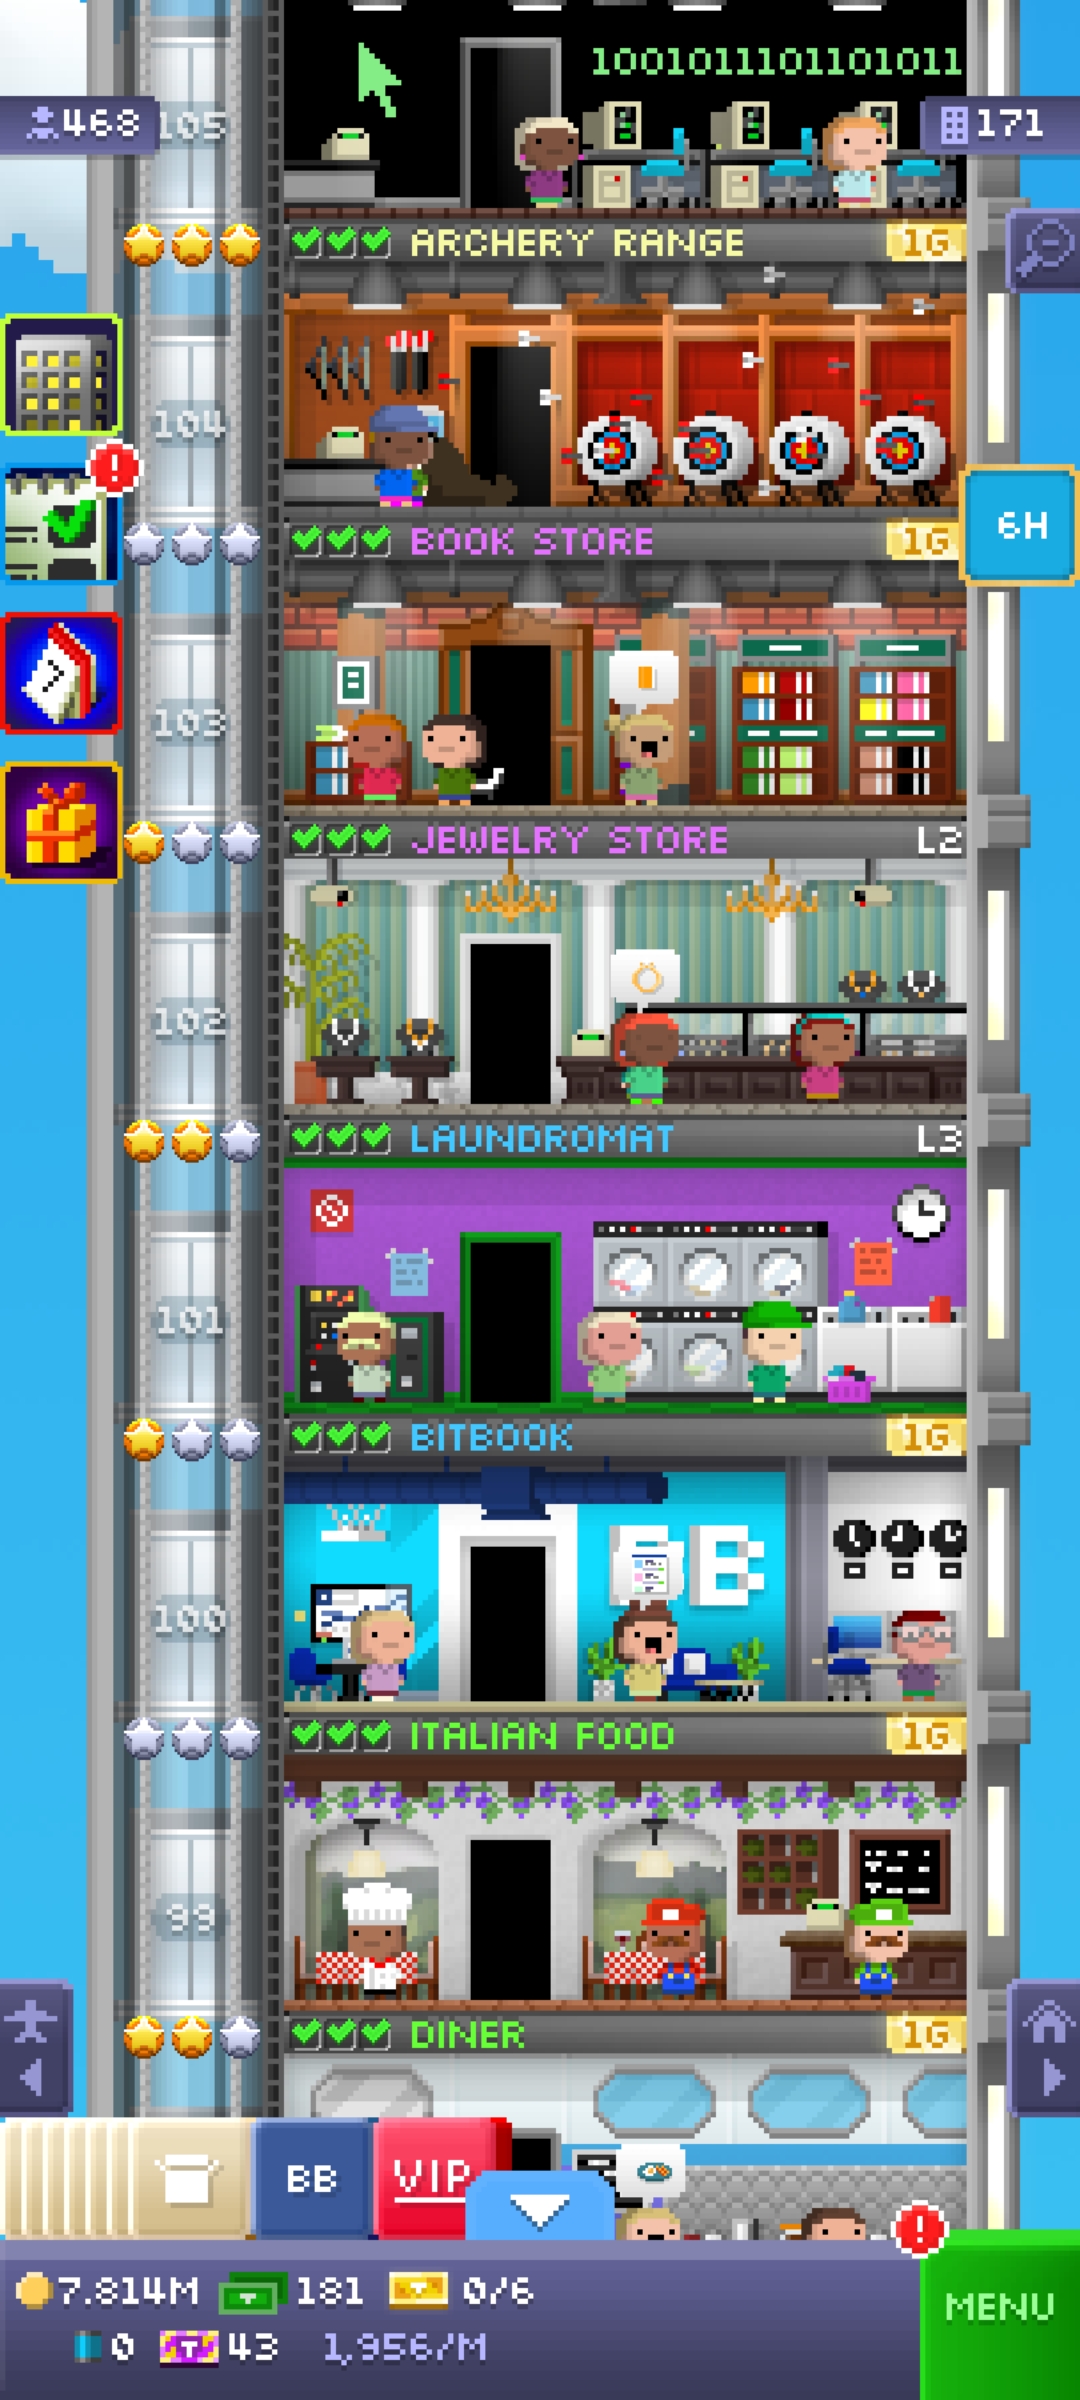 1001011101101011
468
105
171
ARCHERY RANGE
1G
104
BOOK STORE
1G
6H
7
103
JEWELRY STORE
L2
102
LAUNDROMAT
L3
101
BITBOOK
1G
B
100
ITALIAN FOOD
1G
99
DINER
1G
BB
VIP
7.814M
181
0/6
MENU
0
T
43
1,956/M